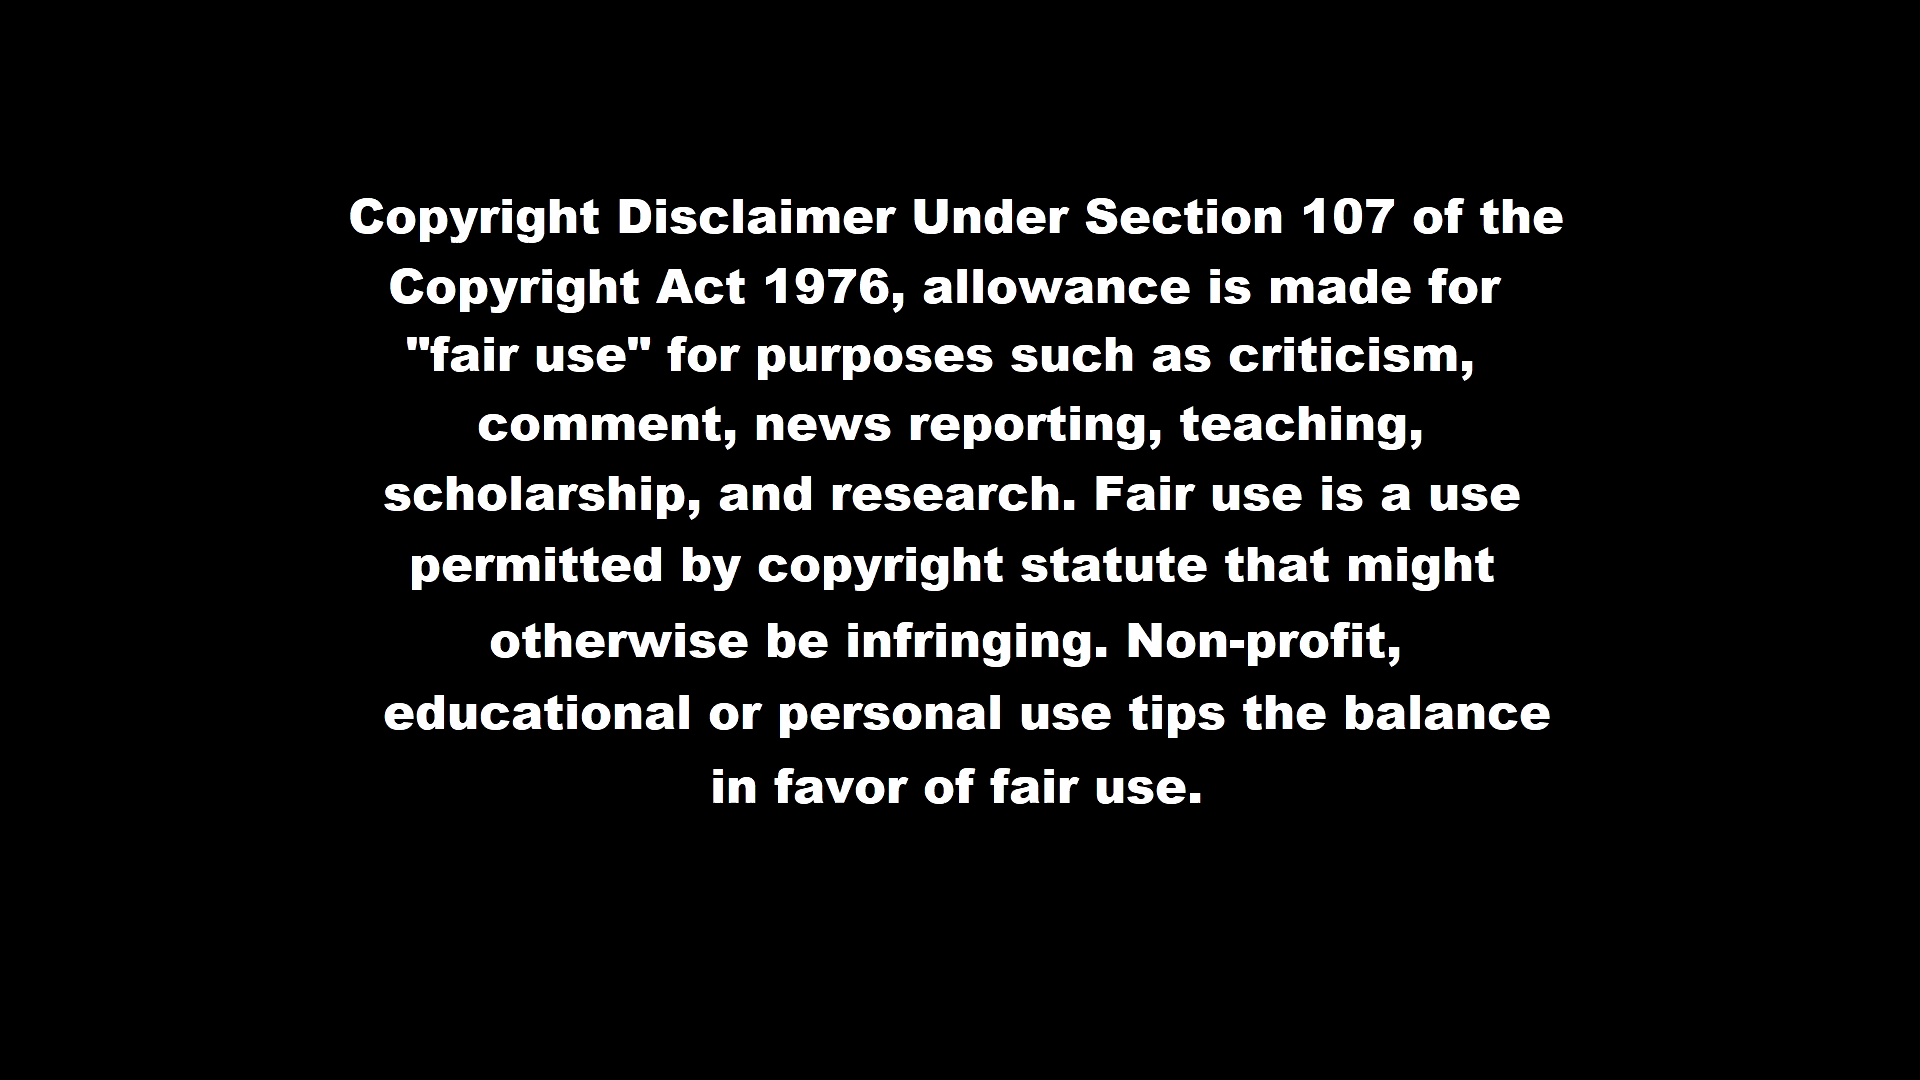 Copyright Disclaimer Under Section 107 of the
Copyright Act 1976, allowance is made for
"fair use" for purposes such as criticism,
comment, news reporting, teaching,
scholarship, and research. Fair use is a use
permitted by copyright statute that might
otherwise be infringing. Non-profit,
educational or personal use tips the balance
in favor of fair use.